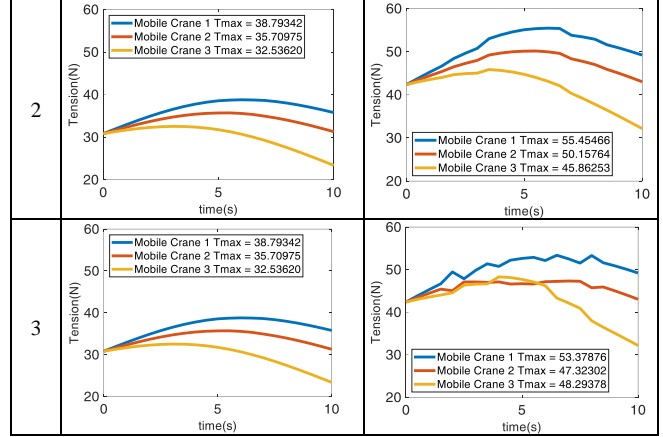 2
60
50
40
30
20
Tension(N)
Mobile Crane 1 Tmax = 38.79342
Mobile Crane 2 Tmax = 35.70975
Mobile Crane 3 Tmax = 32.53620
0
5
10
time(s)
60
50
40
30
20
Tension(N)
Mobile Crane 1 Tmax = 55.45466
Mobile Crane 2 Tmax = 50.15764
Mobile Crane 3 Tmax = 45.86253
0
5
10
time(s)
3
60
50
40
30
20
Tension(N)
Mobile Crane 1 Tmax = 38.79342
Mobile Crane 2 Tmax = 35.70975
Mobile Crane 3 Tmax = 32.53620
0
5
10
time(s)
60
50
40
30
20
Tension(N)
Mobile Crane 1 Tmax = 53.37876
Mobile Crane 2 Tmax = 47.32302
Mobile Crane 3 Tmax = 48.29378
0
5
10
time(s)